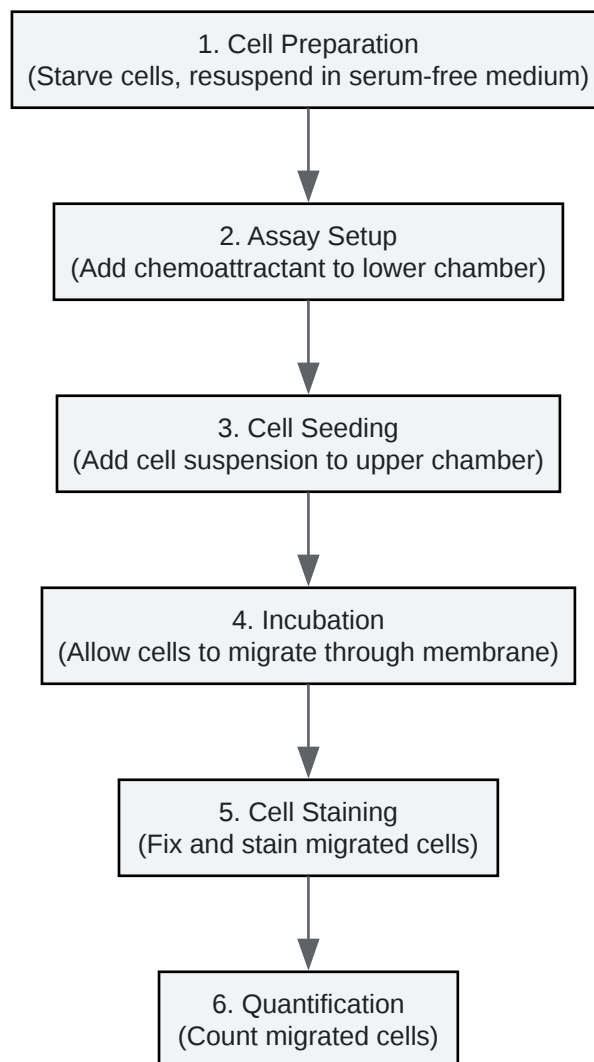 1. Cell Preparation
(Starve cells, resuspend in serum-free medium)
2. Assay Setup
(Add chemoattractant to lower chamber)
3. Cell Seeding
(Add cell suspension to upper chamber)
4. Incubation
(Allow cells to migrate through membrane)
5. Cell Staining
(Fix and stain migrated cells)
6. Quantification
(Count migrated cells)